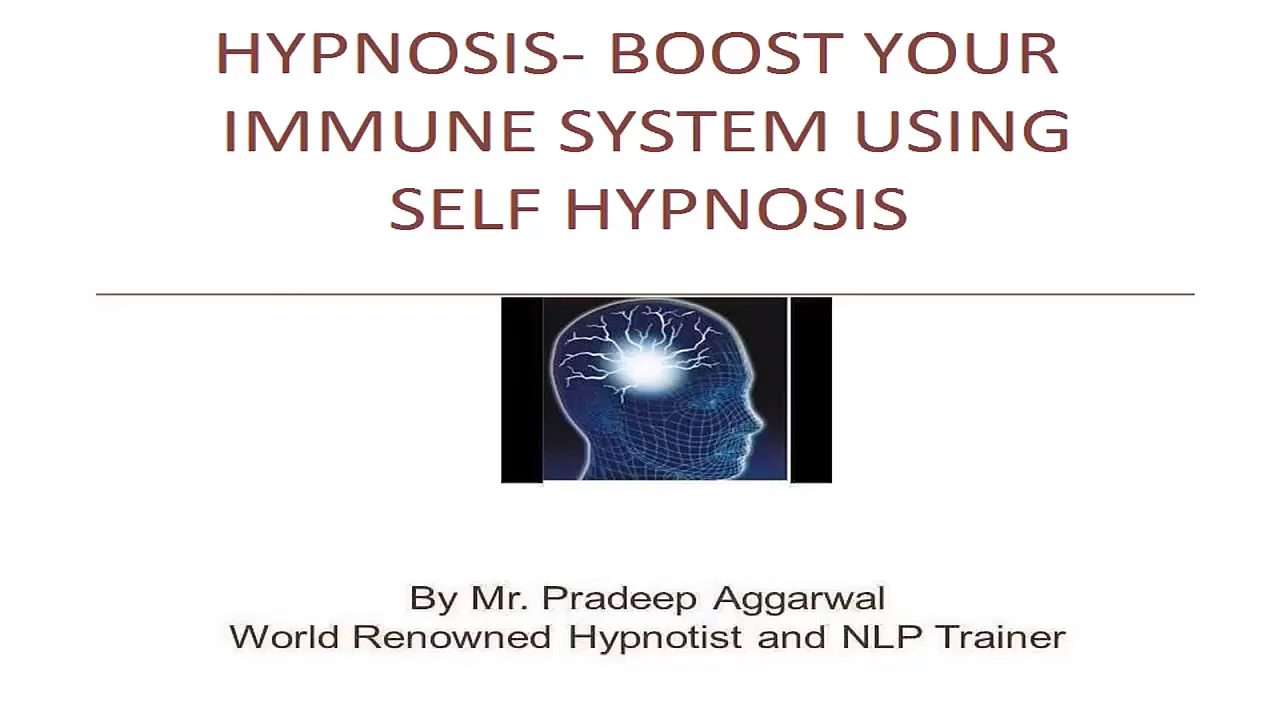 HYPNOSIS- BOOST YOUR
IMMUNE SYSTEM USING
SELF HYPNOSIS
By Mr. Pradeep Aggarwal
World Renowned Hypnotist and NLP Trainer